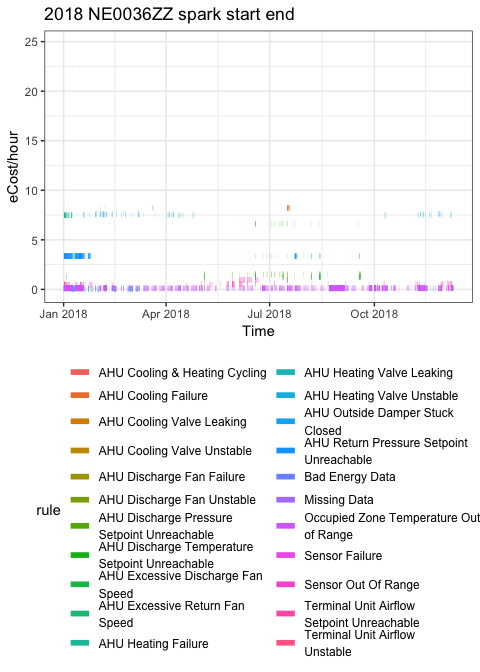 2018 NE0036ZZ spark start end
25
20
15
10
5
0
eCost/hour
Jan 2018
Apr 2018
Jul 2018
Oct 2018
Time
rule
AHU Cooling & Heating Cycling
AHU Cooling Failure
AHU Cooling Valve Leaking
AHU Cooling Valve Unstable
AHU Discharge Fan Failure
AHU Discharge Fan Unstable
AHU Discharge Pressure
Setpoint Unreachable
AHU Discharge Temperature
Setpoint Unreachable
AHU Excessive Discharge Fan
Speed
AHU Excessive Return Fan
Speed
AHU Heating Failure
AHU Heating Valve Leaking
AHU Heating Valve Unstable
AHU Outside Damper Stuck
Closed
AHU Return Pressure Setpoint
Unreachable
Bad Energy Data
Missing Data
Occupied Zone Temperature Out
of Range
Sensor Failure
Sensor Out Of Range
Terminal Unit Airflow
Setpoint Unreachable
Terminal Unit Airflow
Unstable